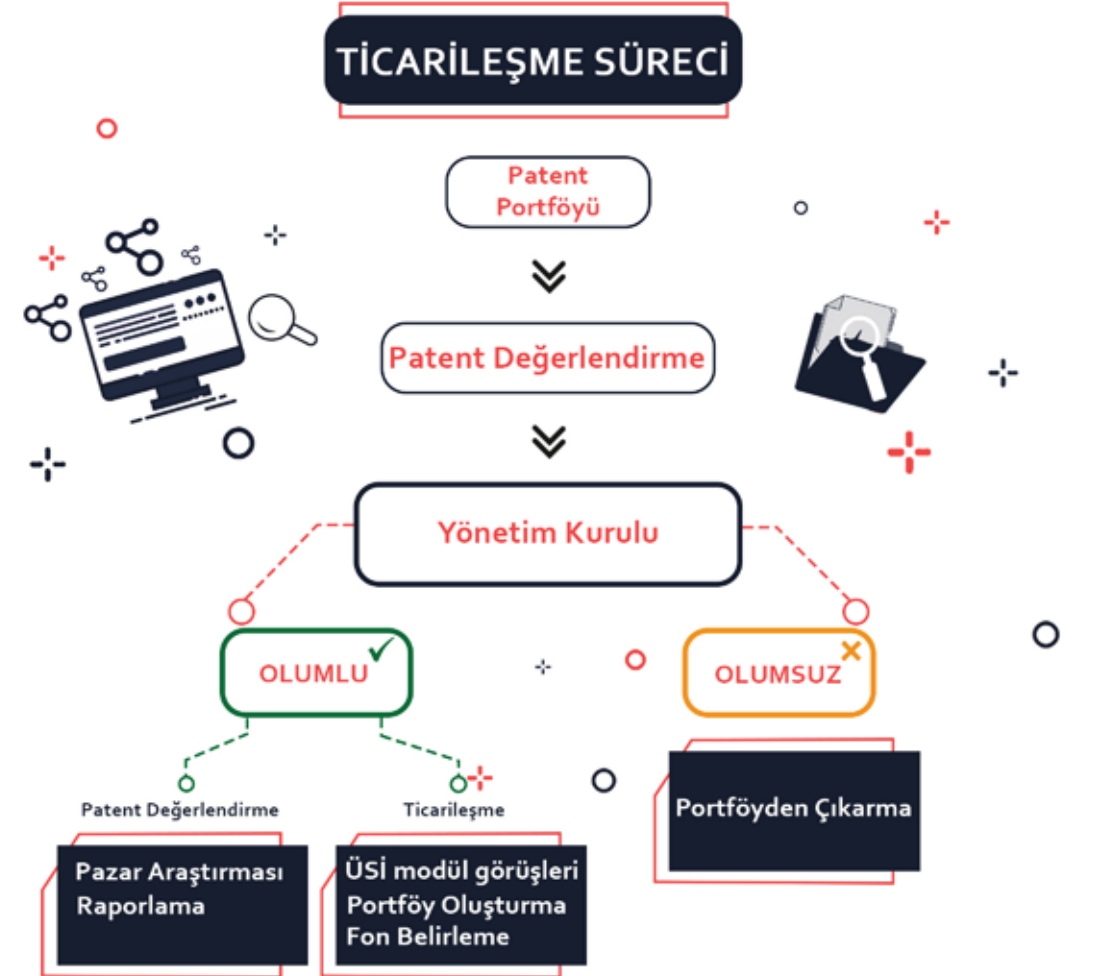 TİCARİLEŞME SÜRECİ
Patent
Portföyü
Patent Değerlendirme
Yönetim Kurulu
OLUMLU
OLUMSUZ
Patent Değerlendirme
Pazar Araştırması
Raporlama
Ticarileşme
ÜSİ modül görüşleri
Portföy Oluşturma
Fon Belirleme
Portföyden Çıkarma